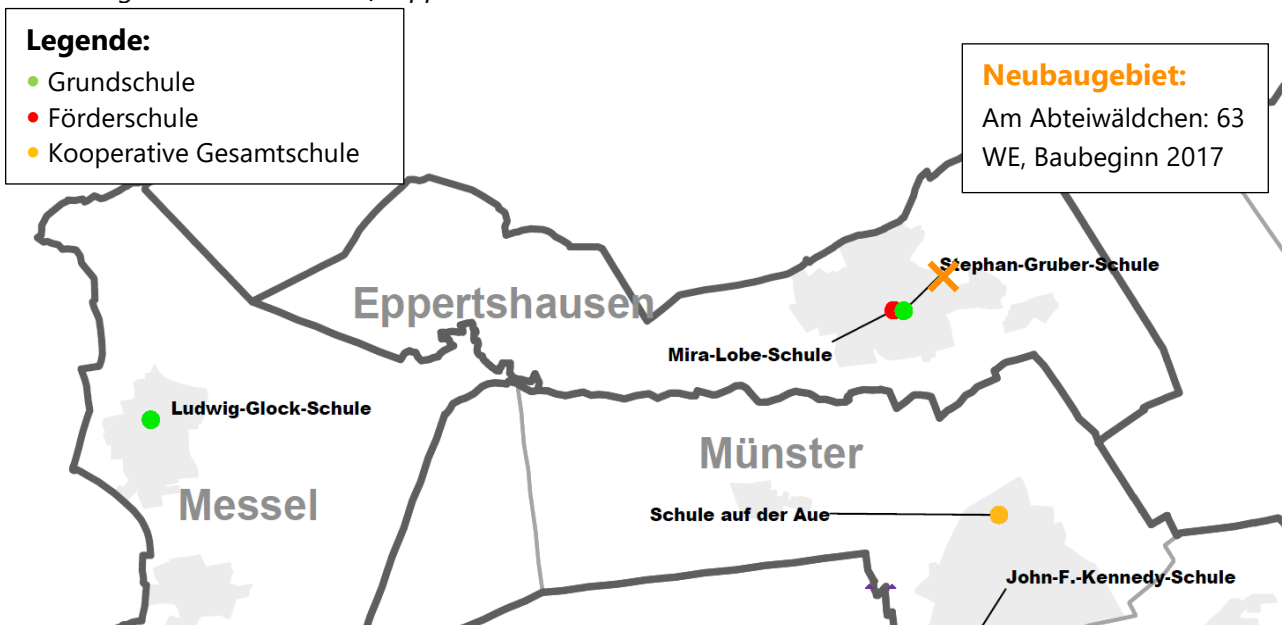 Legende:
Grundschule
Förderschule
Kooperative Gesamtschule
Neubaugebiet:
Am Abteiwäldchen: 63
WE, Baubeginn 2017
Stephan-Gruber-Schule
Eppertshausen
Mira-Lobe-Schule
Ludwig-Glock-Schule
Münster
Messel
Schule auf der Aue
John-F.-Kennedy-Schule